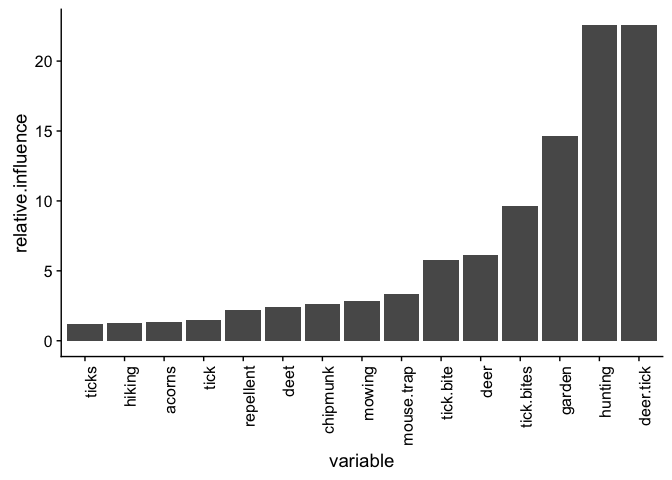 relative.influence
20
15
10
5
0
ticks
hiking
acorns
tick
repellent
deet
chipmunk
mowing
mouse.trap
tick.bite
deer
tick.bites
garden
hunting
deer.tick
variable